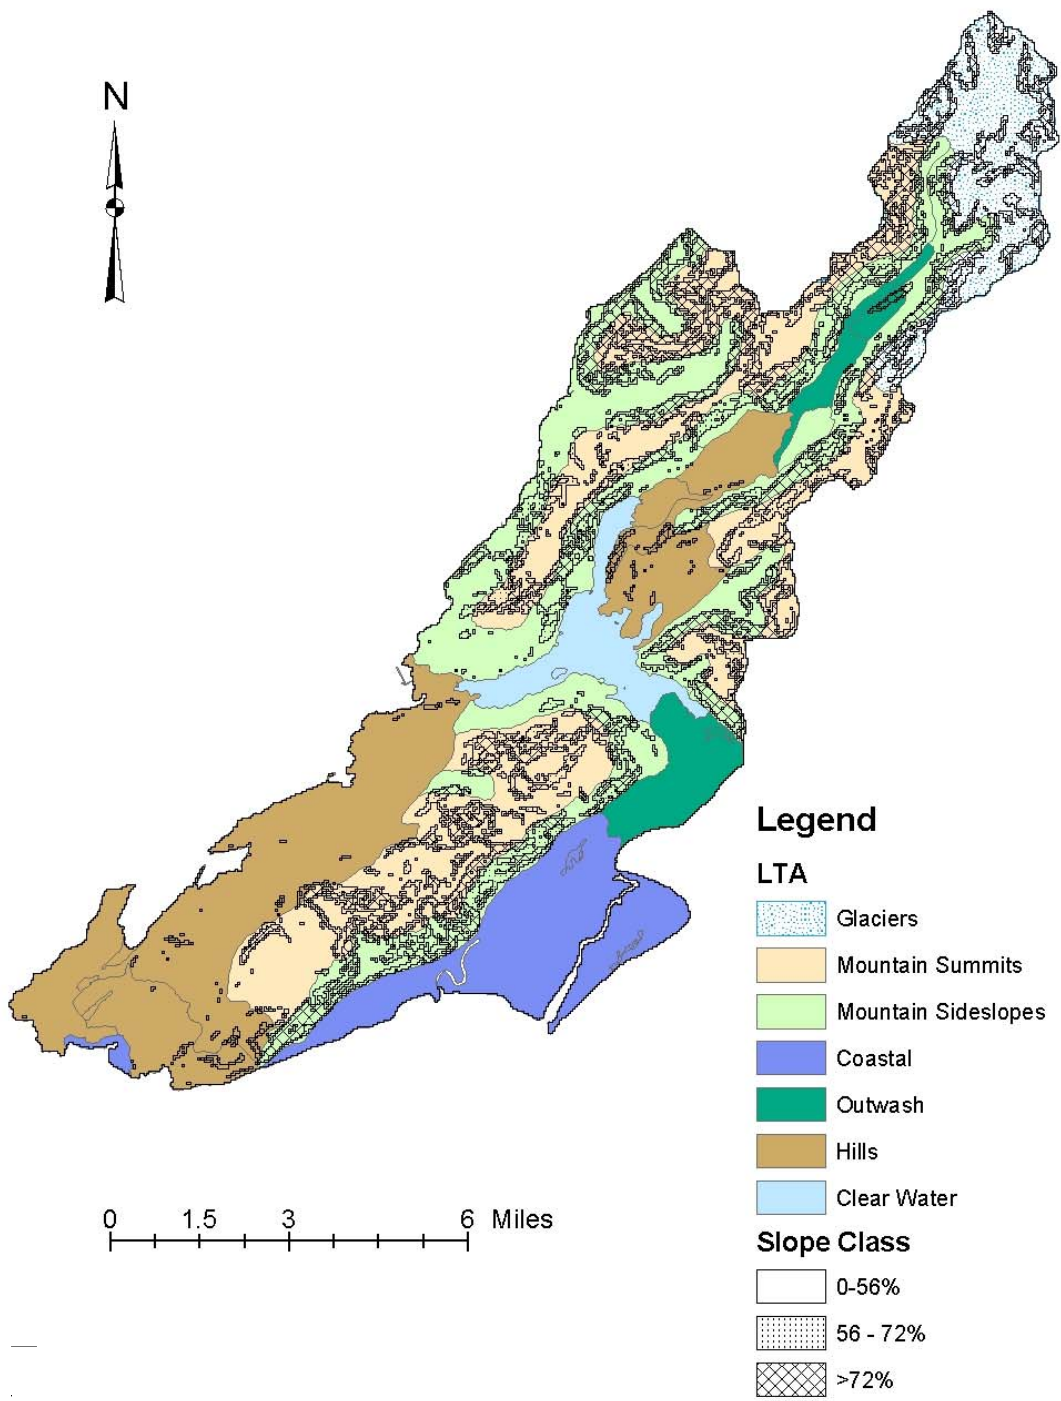 N
Legend
LTA
Glaciers
Mountain Summits
Mountain Sideslopes
Coastal
Outwash
Hills
Clear Water
Slope Class
0-56%
56 - 72%
>72%
0 1.5 3 6 Miles